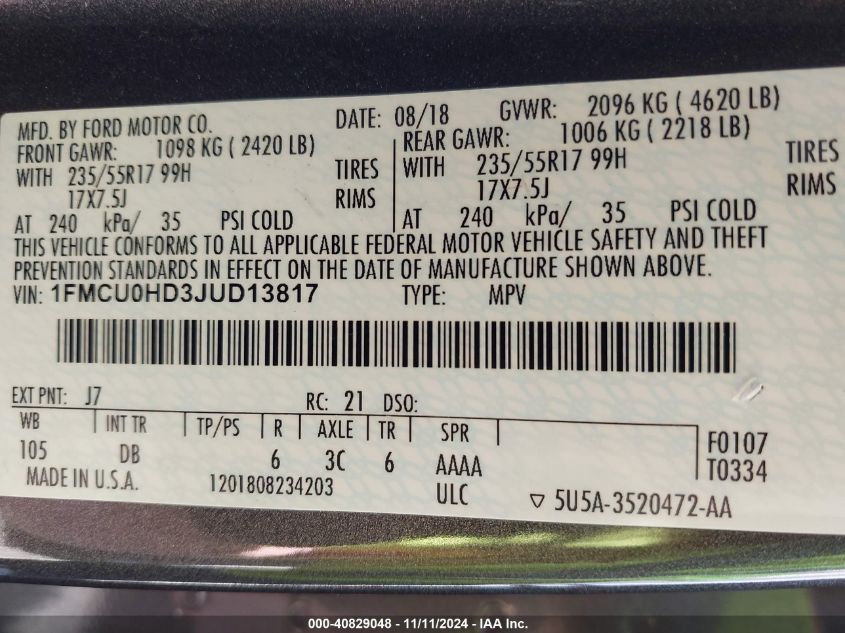 MFD. BY FORD MOTOR CO. DATE: 08/18 GVWR: 2096 KG ( 4620 LB)
FRONT GAWR: 1098 KG ( 2420 LB) REAR GAWR: 1006 KG ( 2218 LB)
WITH 235/55R17 99H TIRES WITH 235/55R17 99H TIRES
17X7.5J RIMS 17X7.5J RIMS
AT 240 kPa/ 35 PSI COLD AT 240 kPa/ 35 PSI COLD
THIS VEHICLE CONFORMS TO ALL APPLICABLE FEDERAL MOTOR VEHICLE SAFETY AND THEFT
PREVENTION STANDARDS IN EFFECT ON THE DATE OF MANUFACTURE SHOWN ABOVE.
VIN: 1FMCU0HD3JUD13817 TYPE: MPV
EXT PNT: J7 RC: 21 DSO:
WB INT TR TP/PS R AXLE TR SPR
105 DB 6 3C 6 AAAA F0107
MADE IN U.S.A. 1201808234203 ULC T0334
▽ 5U5A-3520472-AA
000-40829048 - 11/11/2024 - IAA Inc.